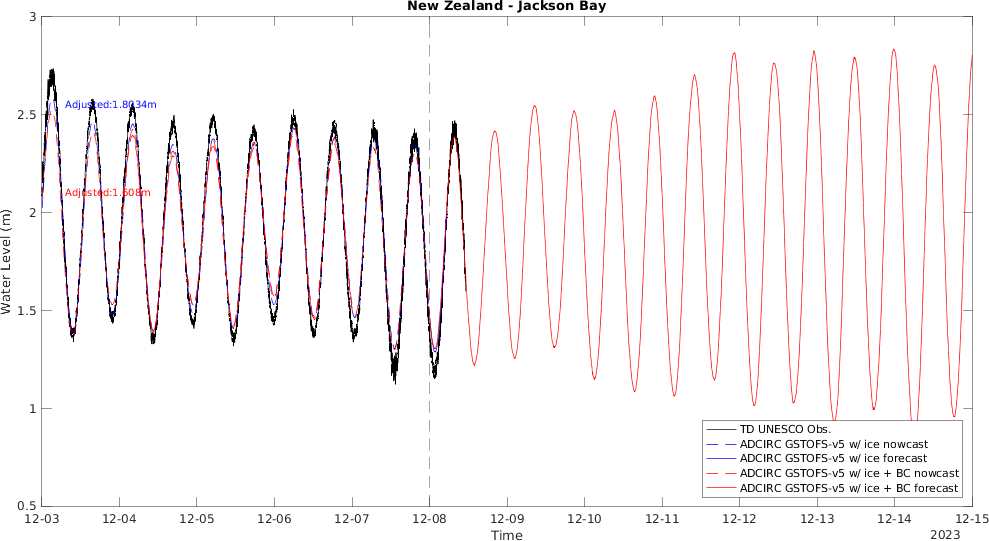 New Zealand - Jackson Bay
3
2.5
2
1.5
1
0.5
Water Level (m)
Adjusted:1.8034m
Adjusted:1.608m
TD UNESCO Obs.
ADCIRC GSTOFS-v5 w/ ice nowcast
ADCIRC GSTOFS-v5 w/ ice forecast
ADCIRC GSTOFS-v5 w/ ice + BC nowcast
ADCIRC GSTOFS-v5 w/ ice + BC forecast
12-03 12-04 12-05 12-06 12-07 12-08 12-09 12-10 12-11 12-12 12-13 12-14 12-15
Time
2023